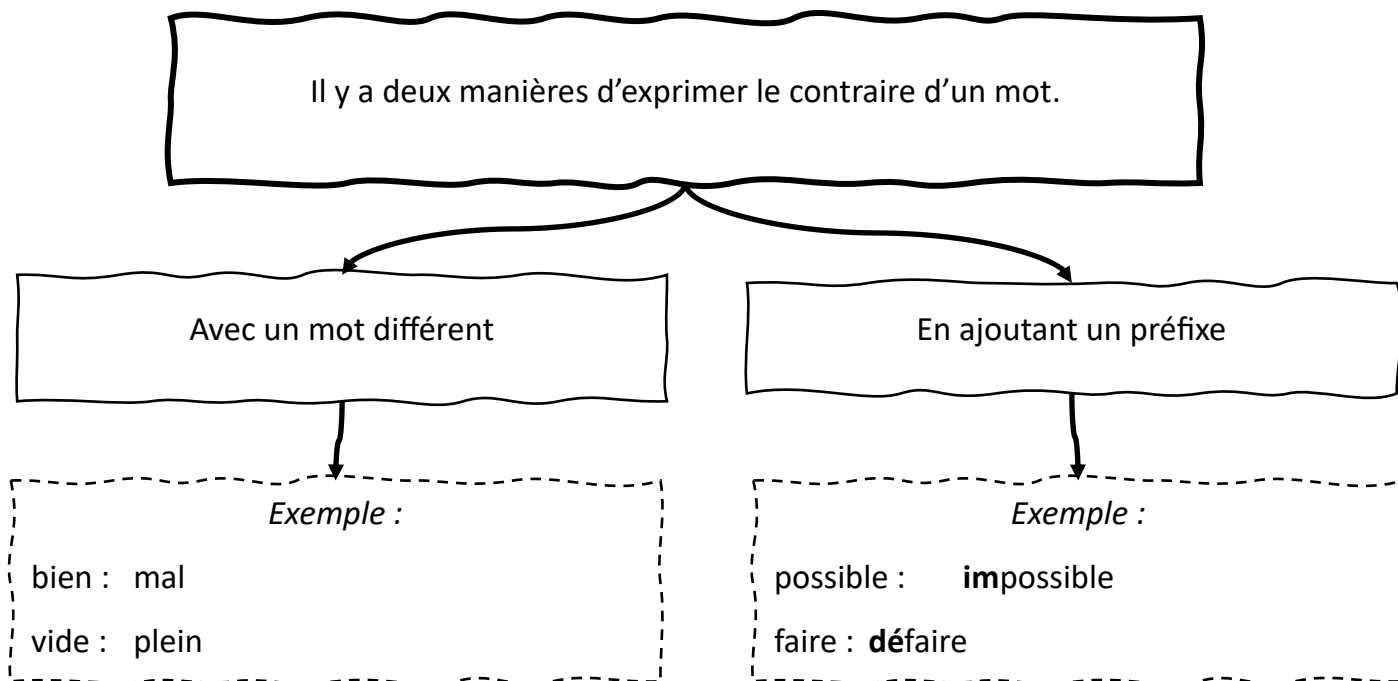 Il y a deux manières d’exprimer le contraire d’un mot.
Avec un mot différent
En ajoutant un préfixe
Exemple :
bien : mal
vide : plein
Exemple :
possible : impossible
faire : défaire